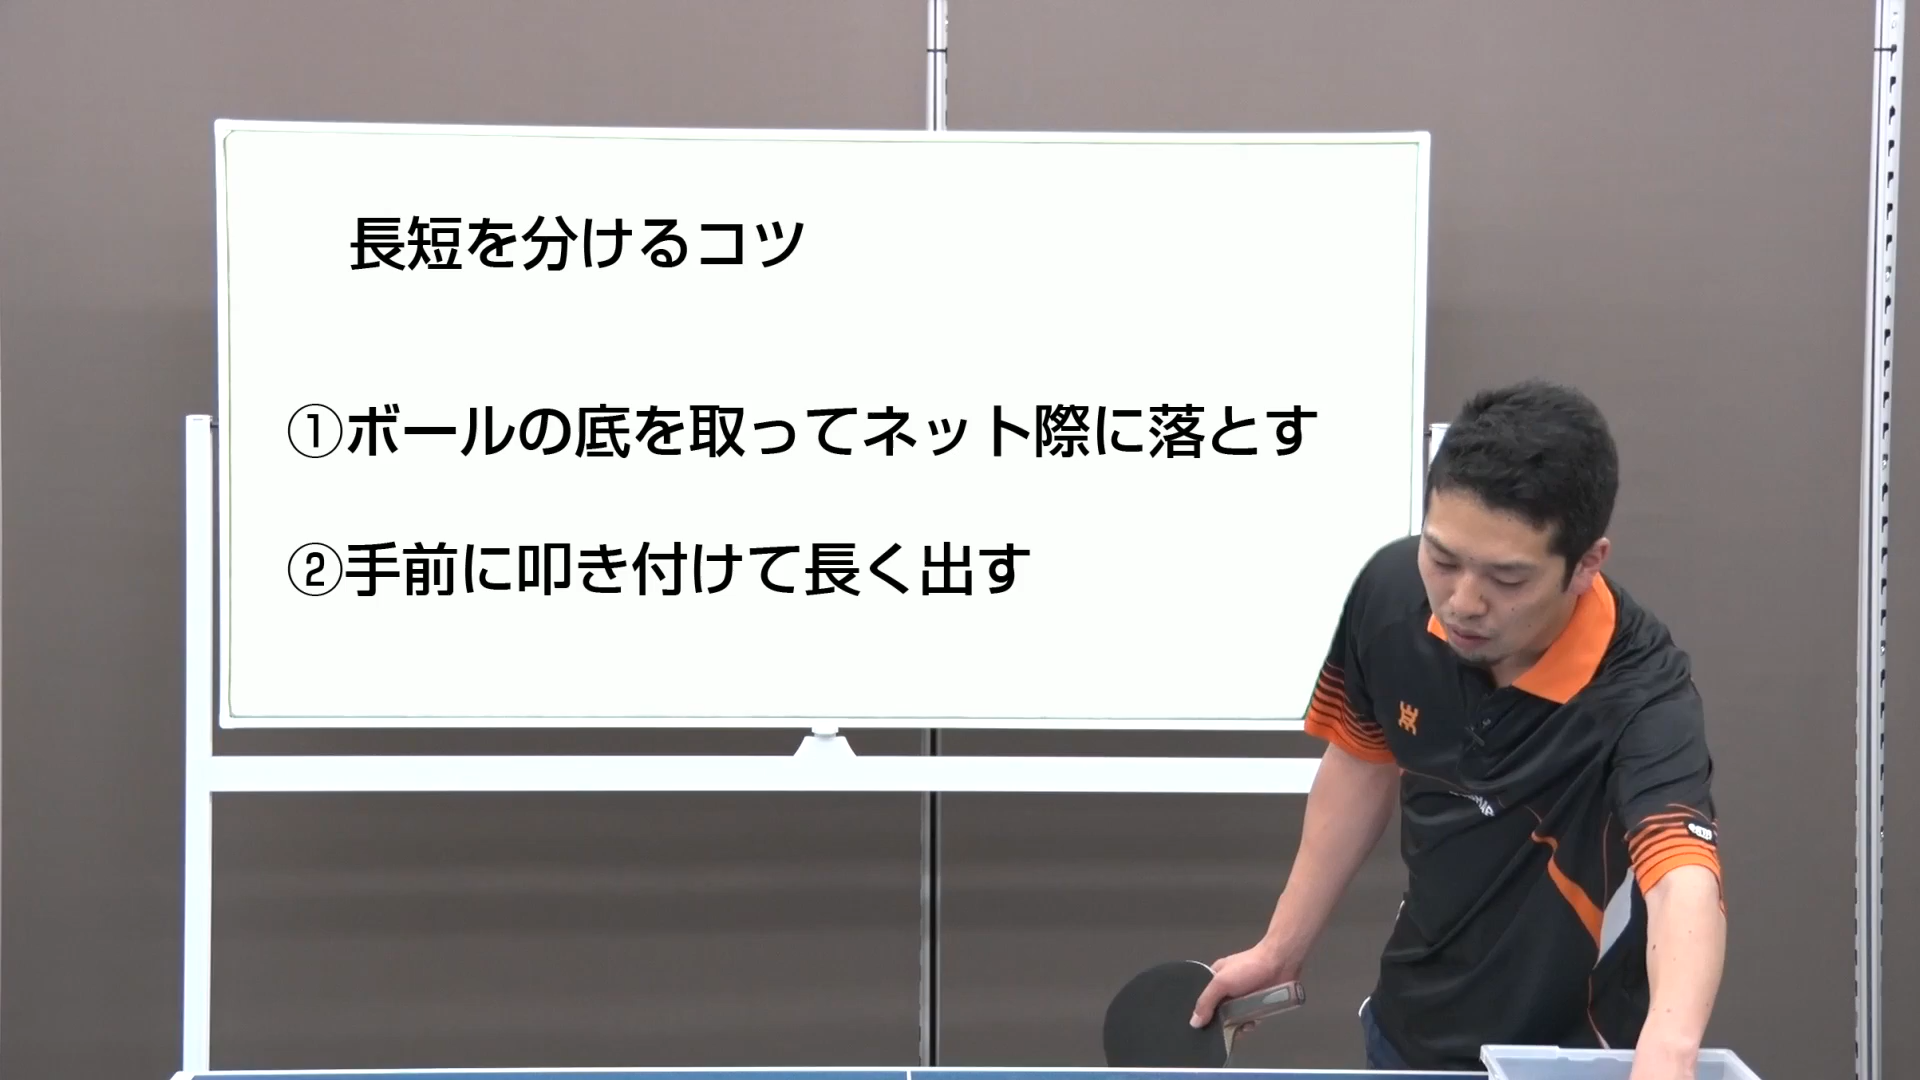 長短を分けるコツ
①ボールの底を取ってネット際に落とす
②手前に叩き付けて長く出す